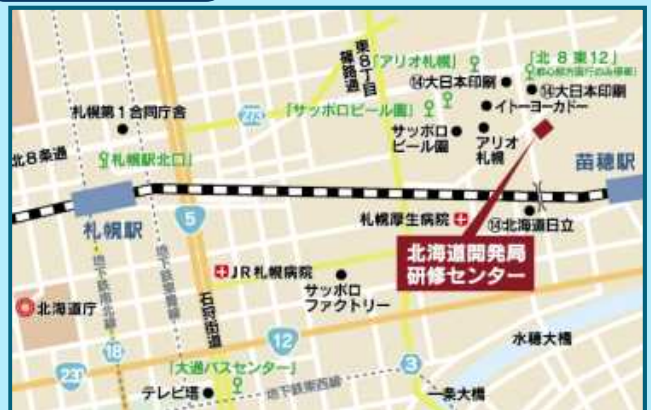 東8丁目
篠路通
「アリオ札幌」
「北8東12」
(都心部方面行のみ停車)
⑭大日本印刷
⑭大日本印刷
イトーヨーカドー
「サッポロビール園」
サッポロ
ビール園
アリオ
札幌
札幌第1合同庁舎
273
北8条通
「札幌駅北口」
苗穂駅
札幌駅
5
札幌厚生病院
⑭北海道日立
北海道開発局
研修センター
JR札幌病院
サッポロ
ファクトリー
地下鉄南北線
地下鉄東豊線
石狩街道
北海道庁
12
水穂大橋
18
230
「大通バスセンター」
3
テレビ塔
地下鉄東西線
一条大橋